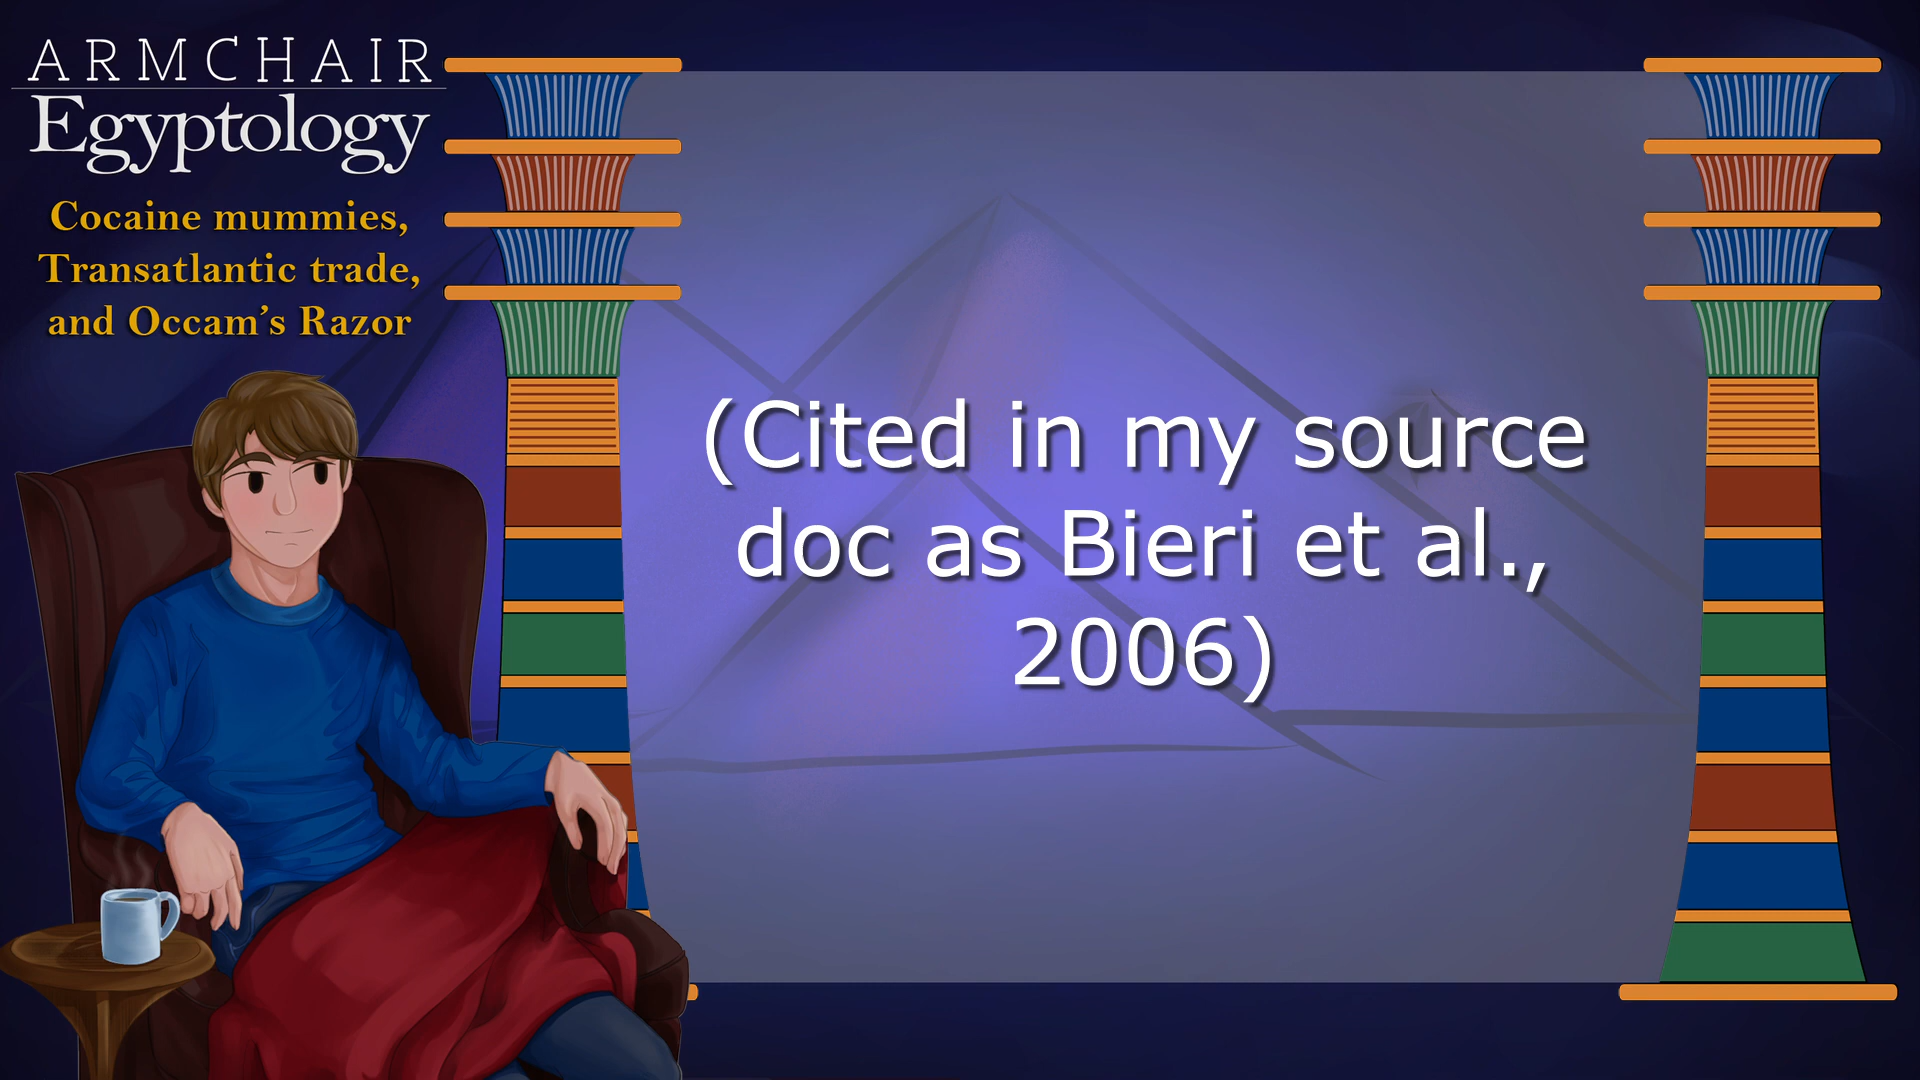 ARMCHAIR
Egyptology
Cocaine mummies,
Transatlantic trade,
and Occam’s Razor
(Cited in my source
doc as Bieri et al.,
2006)